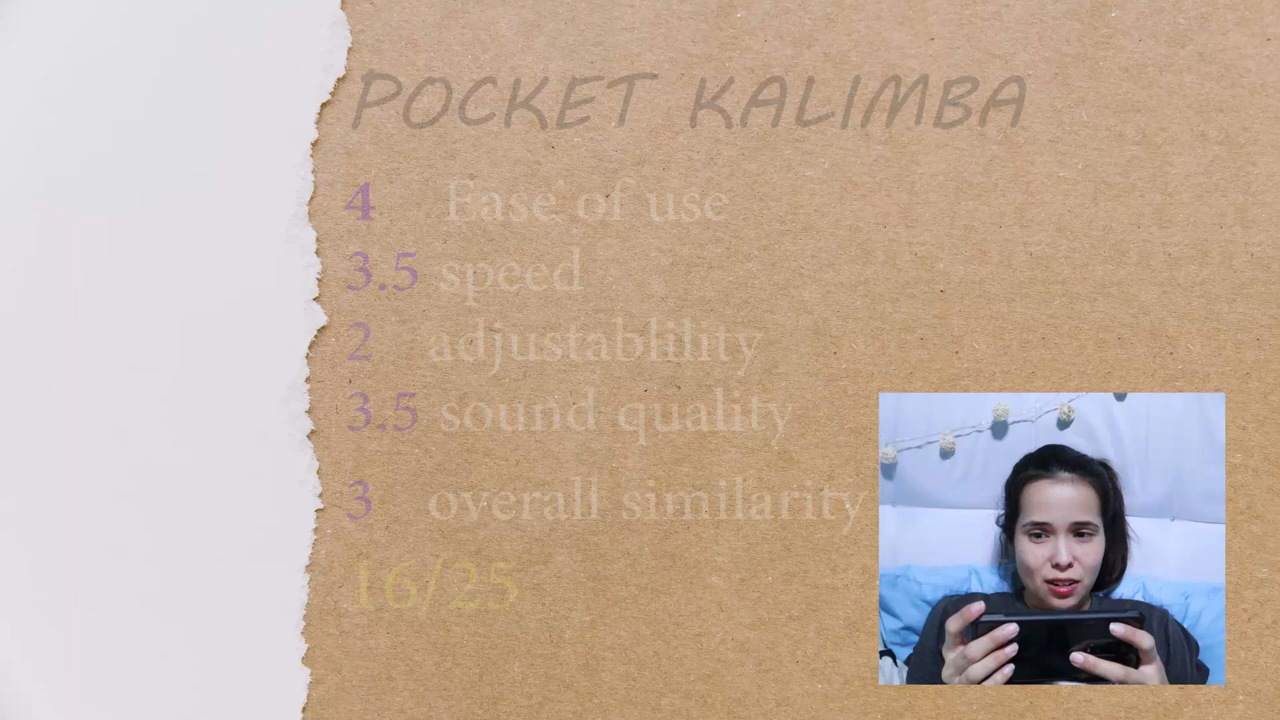 POCKET KALIMBA
4 Ease of use
3.5 speed
2 adjustablility
3.5 sound quality
3 overall similarity
16/25